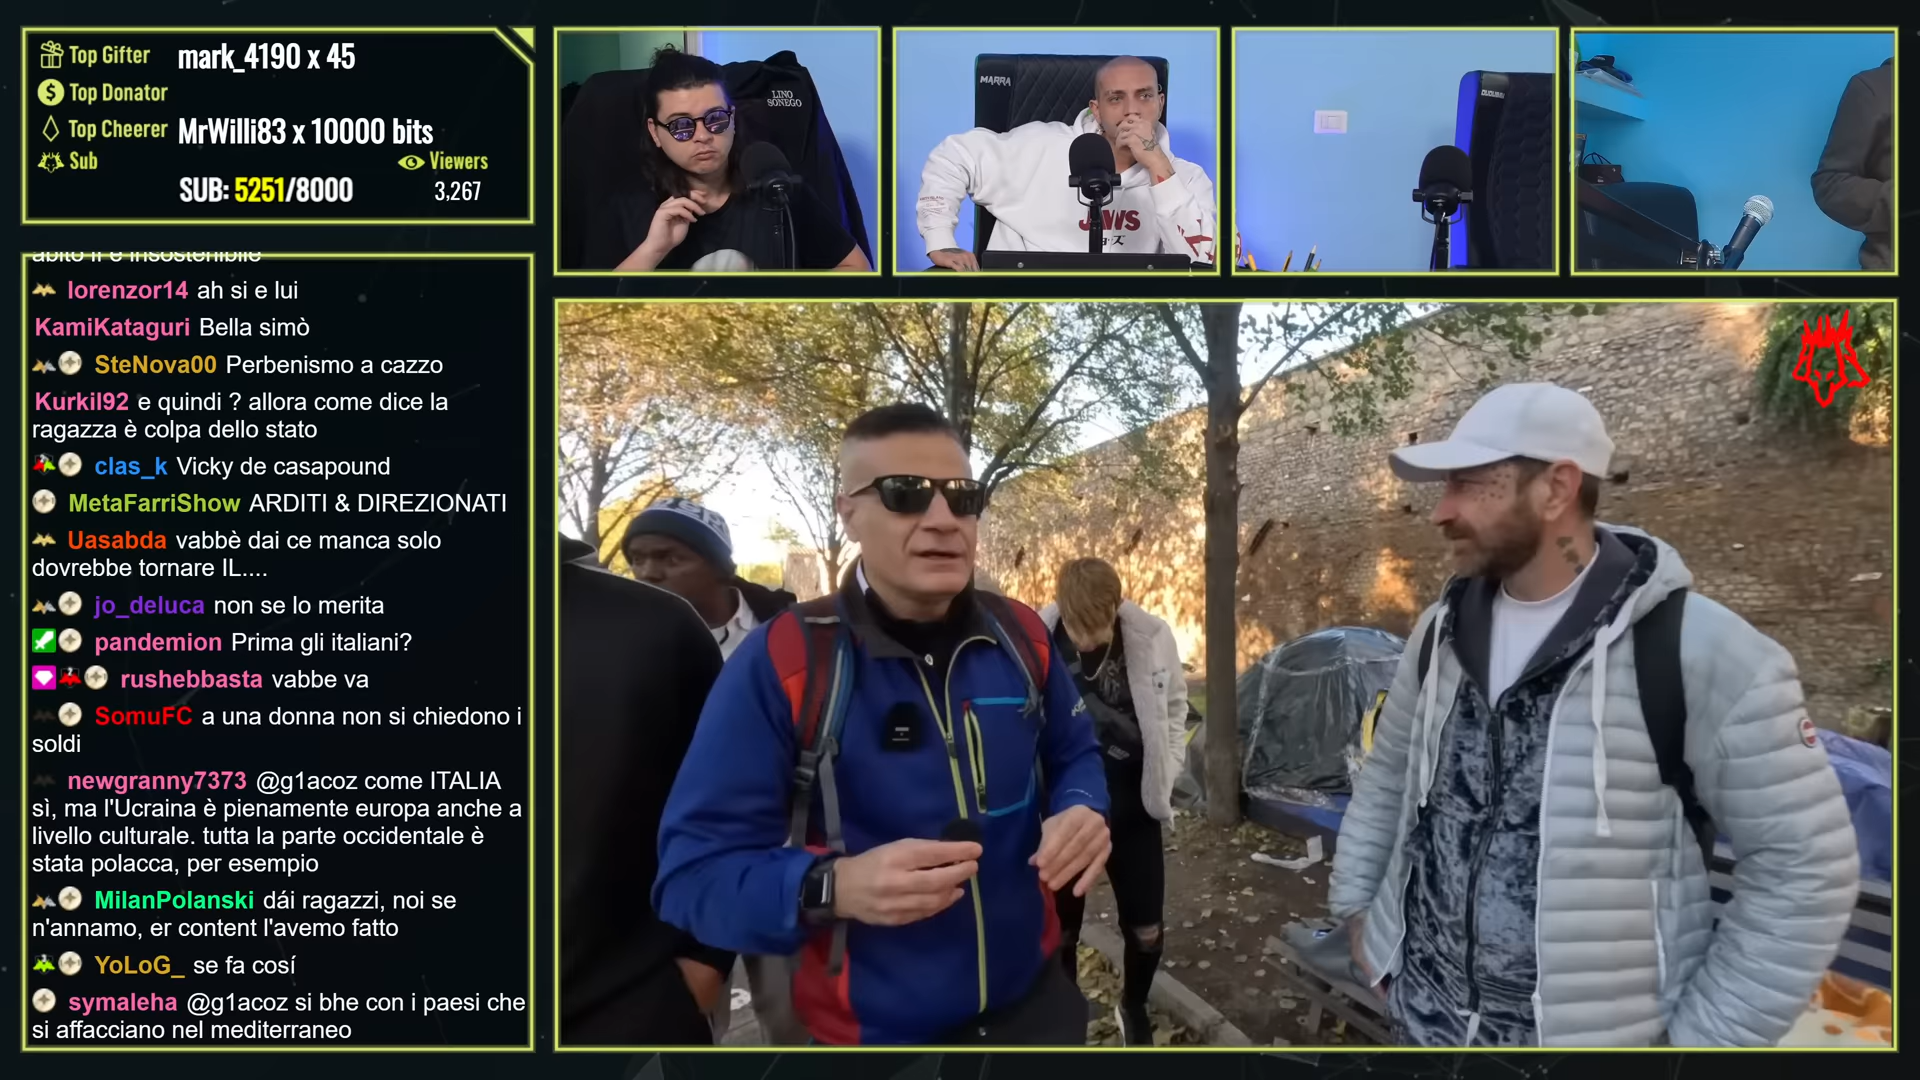 Top Gifter mark_4190 x 45
Top Donator
Top Cheerer MrWilli83 x 10000 bits
Sub
Viewers
SUB: 5251/8000
3,267
LINO
SONEGO
MARRA
JAWS
abito lì è insostenibile
lorenzor14 ah si e lui
KamiKataguri Bella simò
SteNova00 Perbenismo a cazzo
Kurkil92 e quindi ? allora come dice la
ragazza è colpa dello stato
clas_k Vicky de casapound
MetaFarriShow ARDITI & DIREZIONATI
Uasabda vabbè dai ce manca solo
dovrebbe tornare IL....
jo_deluca non se lo merita
pandemion Prima gli italiani?
rushebbasta vabbe va
SomuFC a una donna non si chiedono i
soldi
newgranny7373 @g1acoz come ITALIA
sì, ma l'Ucraina è pienamente europa anche a
livello culturale. tutta la parte occidentale è
stata polacca, per esempio
MilanPolanski dái ragazzi, noi se
n'annamo, er content l'avemo fatto
YoLoG_ se fa cosí
symaleha @g1acoz si bhe con i paesi che
si affacciano nel mediterraneo